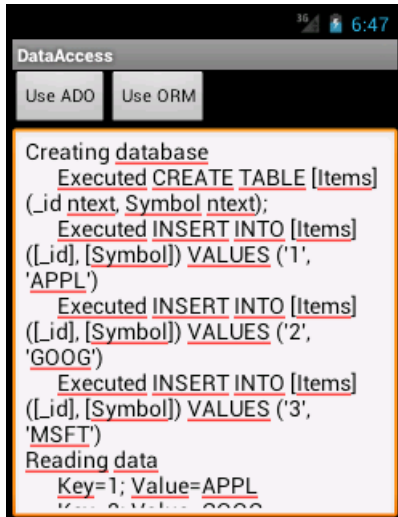 3G 6:47
DataAccess
Use ADO Use ORM
Creating database
Executed CREATE TABLE [Items]
(_id ntext, Symbol ntext);
Executed INSERT INTO [Items]
([_id], [Symbol]) VALUES ('1',
'APPL')
Executed INSERT INTO [Items]
([_id], [Symbol]) VALUES ('2',
'GOOG')
Executed INSERT INTO [Items]
([_id], [Symbol]) VALUES ('3',
'MSFT')
Reading data
Key=1; Value=APPL